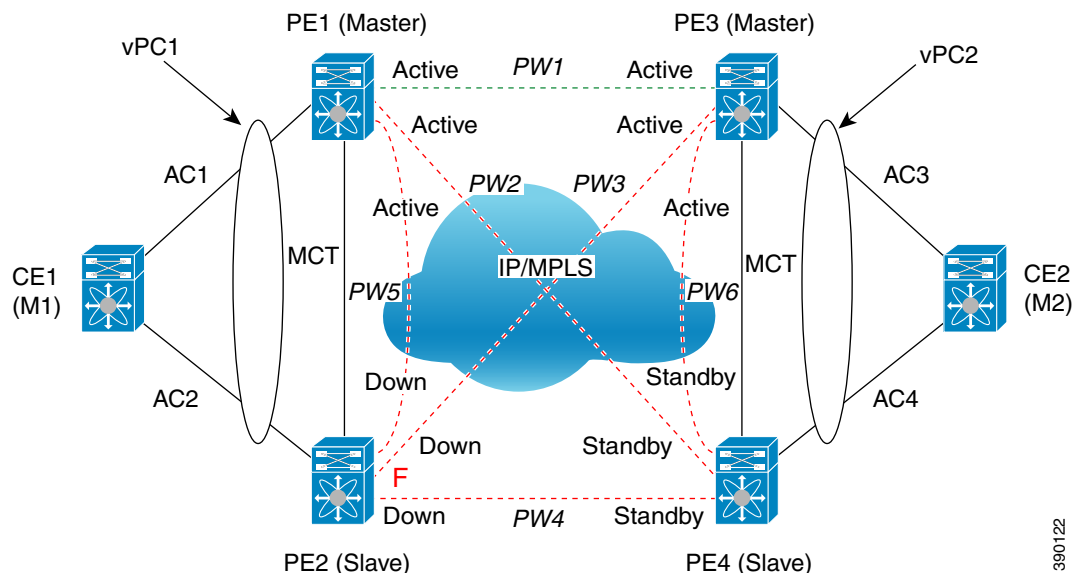 PE1 (Master)
PE3 (Master)
vPC1
vPC2
Active
PW1
Active
Active
Active
AC1
AC3
PW2
PW3
Active
Active
MCT
IP/MPLS
MCT
CE1
(M1)
CE2
(M2)
PW5
PW6
Down
Standby
AC2
AC4
Down
Standby
F
Down
PW4
Standby
PE2 (Slave)
PE4 (Slave)
390122